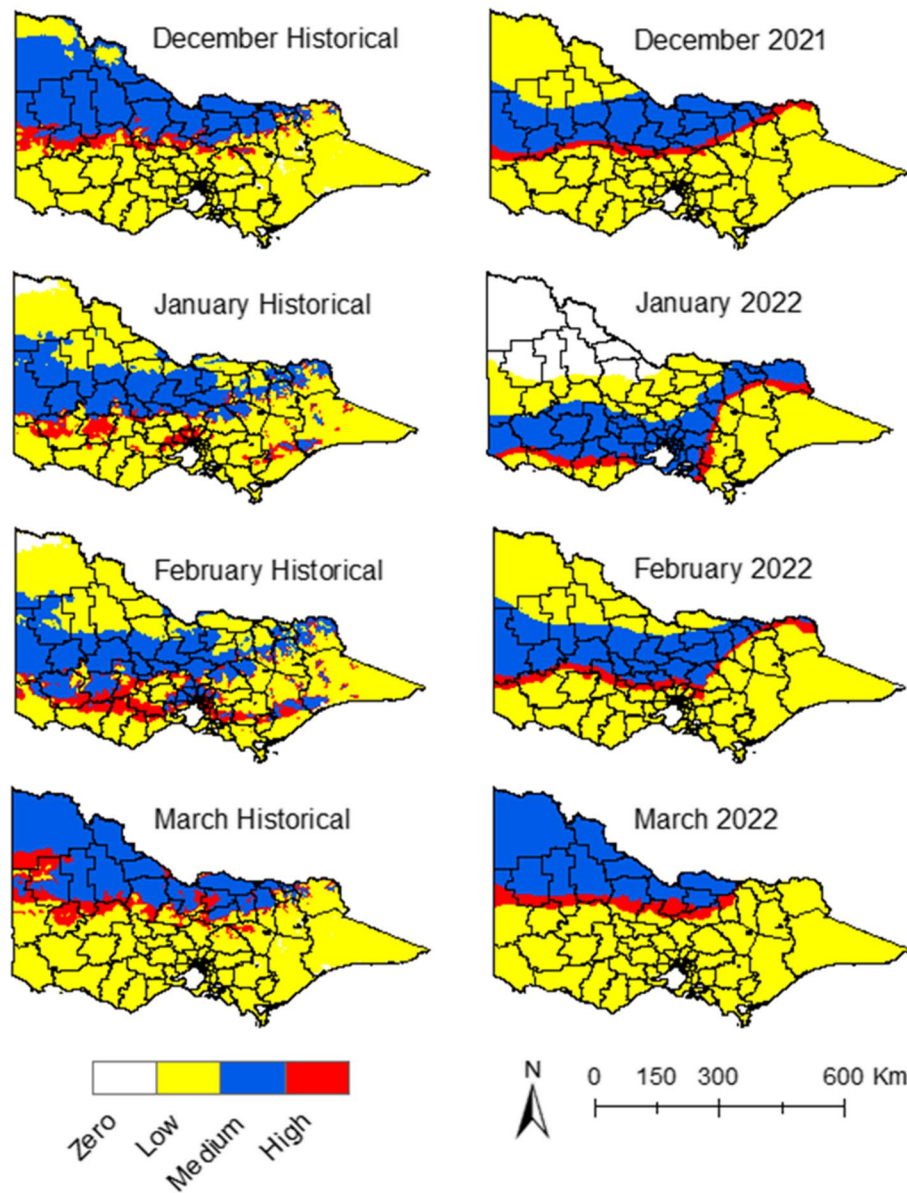 December Historical
December 2021
January Historical
January 2022
February Historical
February 2022
March Historical
March 2022
Zero
Low
Medium
High
N
0 150 300 600 Km